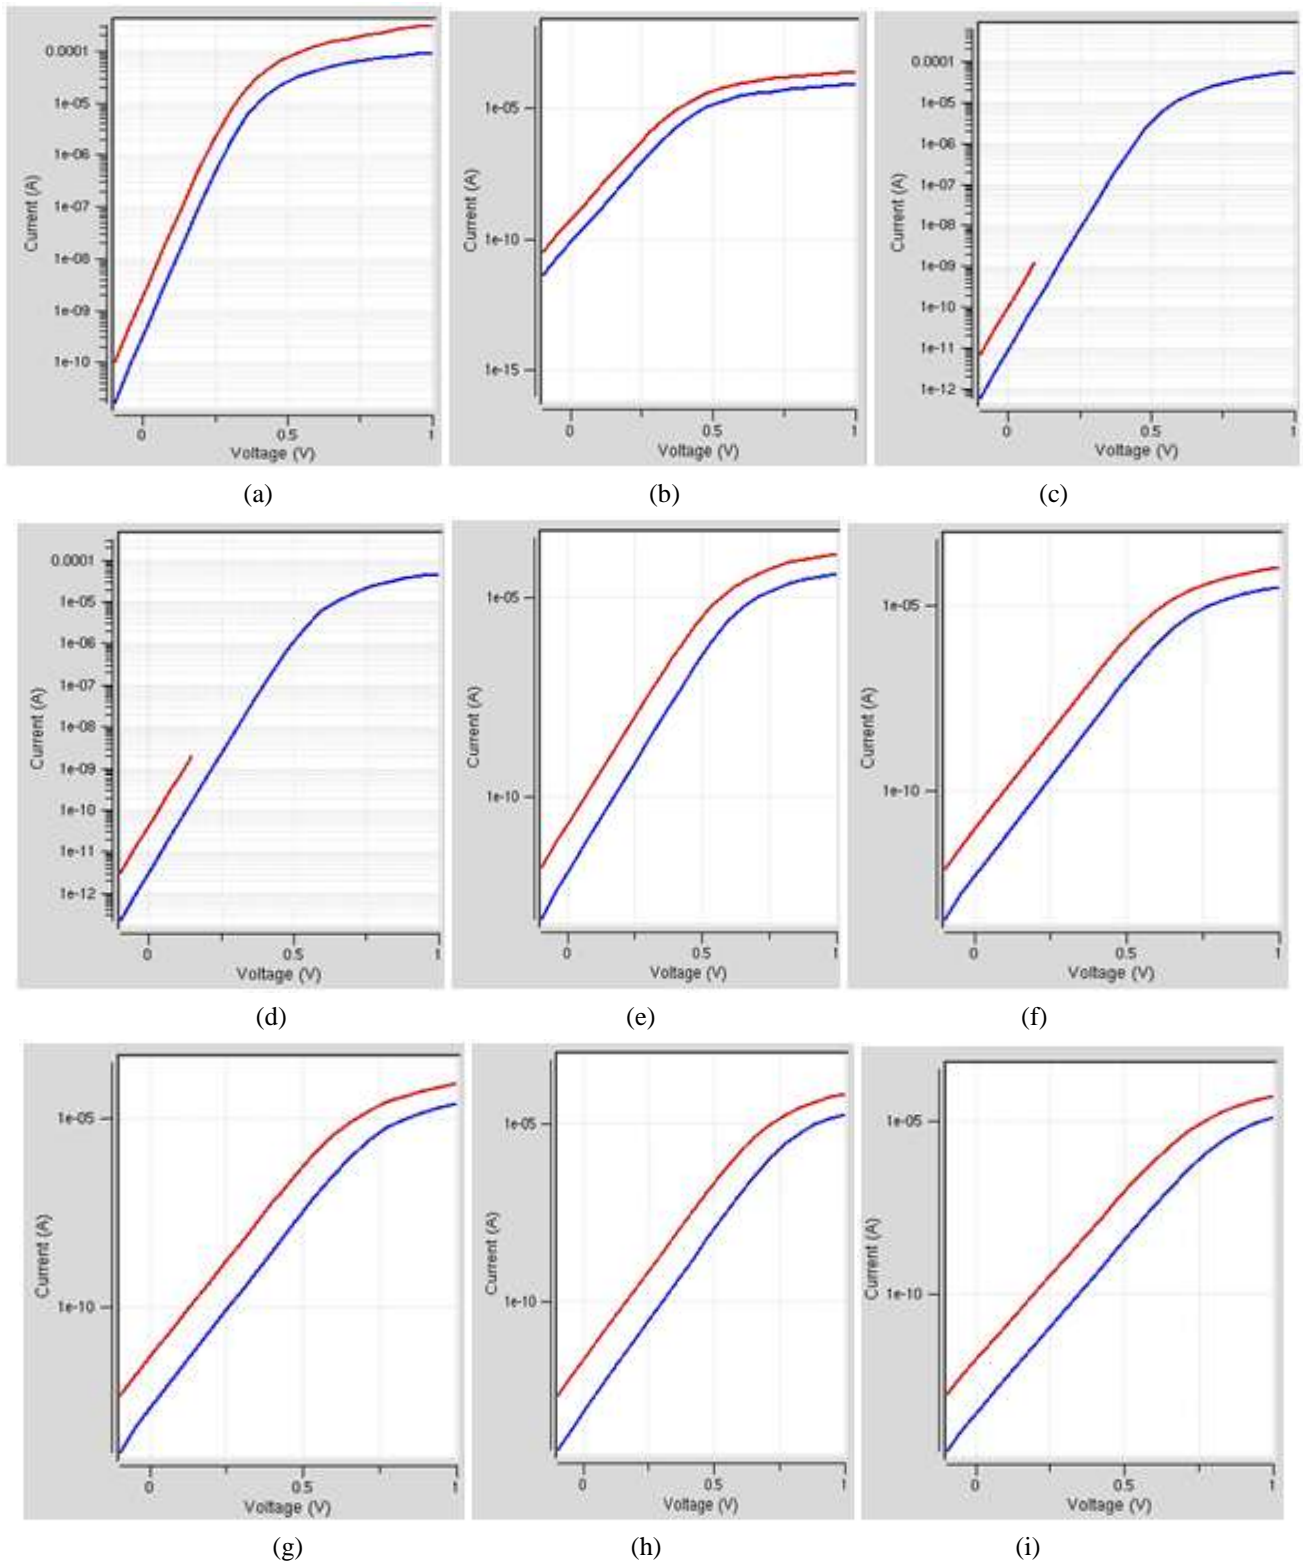 0.0001
1e-05
1e-06
1e-07
1e-08
1e-09
1e-10
Current (A)
0 0.5 1
Voltage (V)
(a)
1e-05
1e-10
1e-15
Current (A)
0 0.5 1
Voltage (V)
(b)
0.0001
1e-05
1e-06
1e-07
1e-08
1e-09
1e-10
1e-11
1e-12
Current (A)
0 0.5 1
Voltage (V)
(c)
0.0001
1e-05
1e-06
1e-07
1e-08
1e-09
1e-10
1e-11
1e-12
Current (A)
0 0.5 1
Voltage (V)
(d)
1e-05
1e-10
Current (A)
0 0.5 1
Voltage (V)
(e)
1e-05
1e-10
Current (A)
0 0.5 1
Voltage (V)
(f)
1e-05
1e-10
Current (A)
0 0.5 1
Voltage (V)
(g)
1e-05
1e-10
Current (A)
0 0.5 1
Voltage (V)
(h)
1e-05
1e-10
Current (A)
0 0.5 1
Voltage (V)
(i)